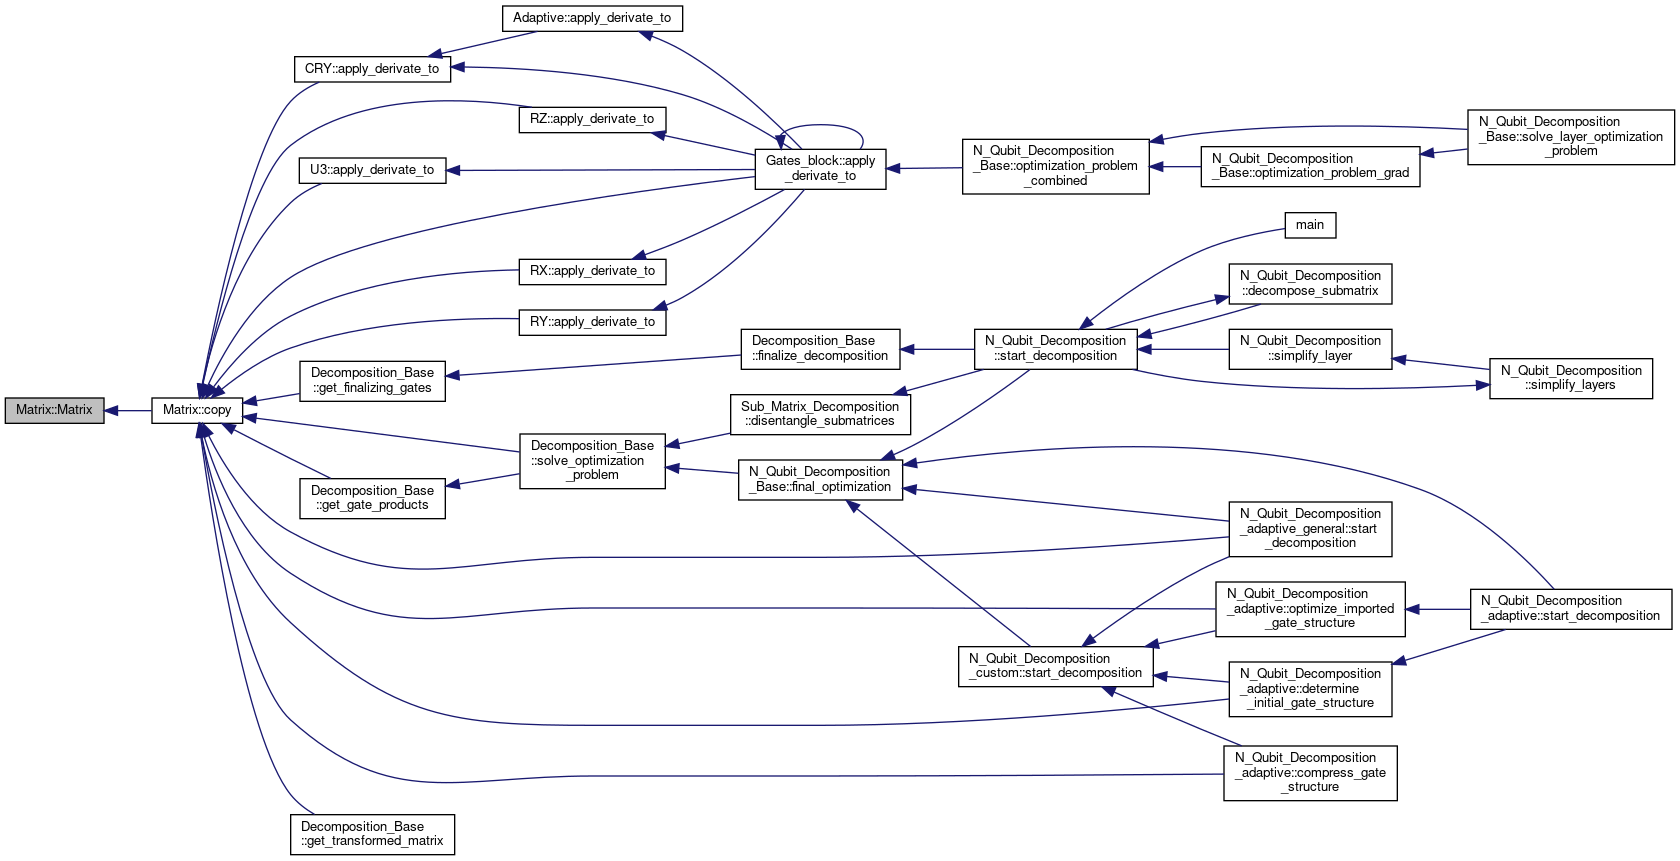 Adaptive::apply_derivate_to
CRY::apply_derivate_to
RZ::apply_derivate_to
U3::apply_derivate_to
Gates_block::apply
_derivate_to
N_Qubit_Decomposition
_Base::optimization_problem
_combined
N_Qubit_Decomposition
_Base::optimization_problem_grad
N_Qubit_Decomposition
_Base::solve_layer_optimization
_problem
main
RX::apply_derivate_to
RY::apply_derivate_to
N_Qubit_Decomposition
::decompose_submatrix
Decomposition_Base
::finalize_decomposition
N_Qubit_Decomposition
::start_decomposition
N_Qubit_Decomposition
::simplify_layer
N_Qubit_Decomposition
::simplify_layers
Decomposition_Base
::get_finalizing_gates
Matrix::Matrix
Matrix::copy
Sub_Matrix_Decomposition
::disentangle_submatrices
Decomposition_Base
::solve_optimization
_problem
N_Qubit_Decomposition
_Base::final_optimization
Decomposition_Base
::get_gate_products
N_Qubit_Decomposition
_adaptive_general::start
_decomposition
N_Qubit_Decomposition
_adaptive::optimize_imported
_gate_structure
N_Qubit_Decomposition
_adaptive::start_decomposition
N_Qubit_Decomposition
_custom::start_decomposition
N_Qubit_Decomposition
_adaptive::determine
_initial_gate_structure
N_Qubit_Decomposition
_adaptive::compress_gate
_structure
Decomposition_Base
::get_transformed_matrix